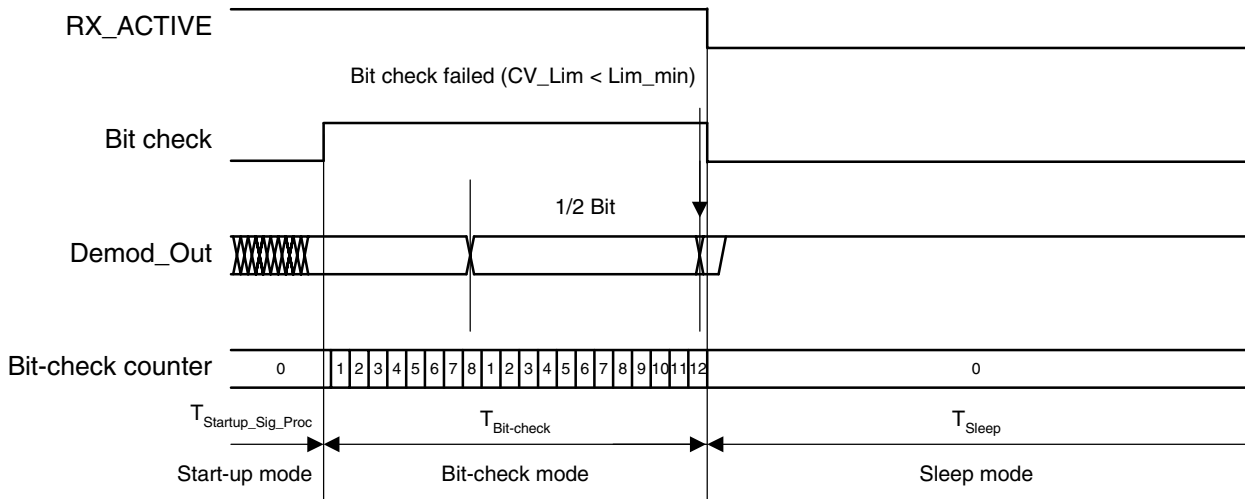 RX_ACTIVE
Bit check failed (CV_Lim < Lim_min)
Bit check
1/2 Bit
Demod_Out
Bit-check counter
0 1 2 3 4 5 6 7 8 1 2 3 4 5 6 7 8 9 10 11 12 0
TStartup_Sig_Proc TBit-check TSleep
Start-up mode Bit-check mode Sleep mode